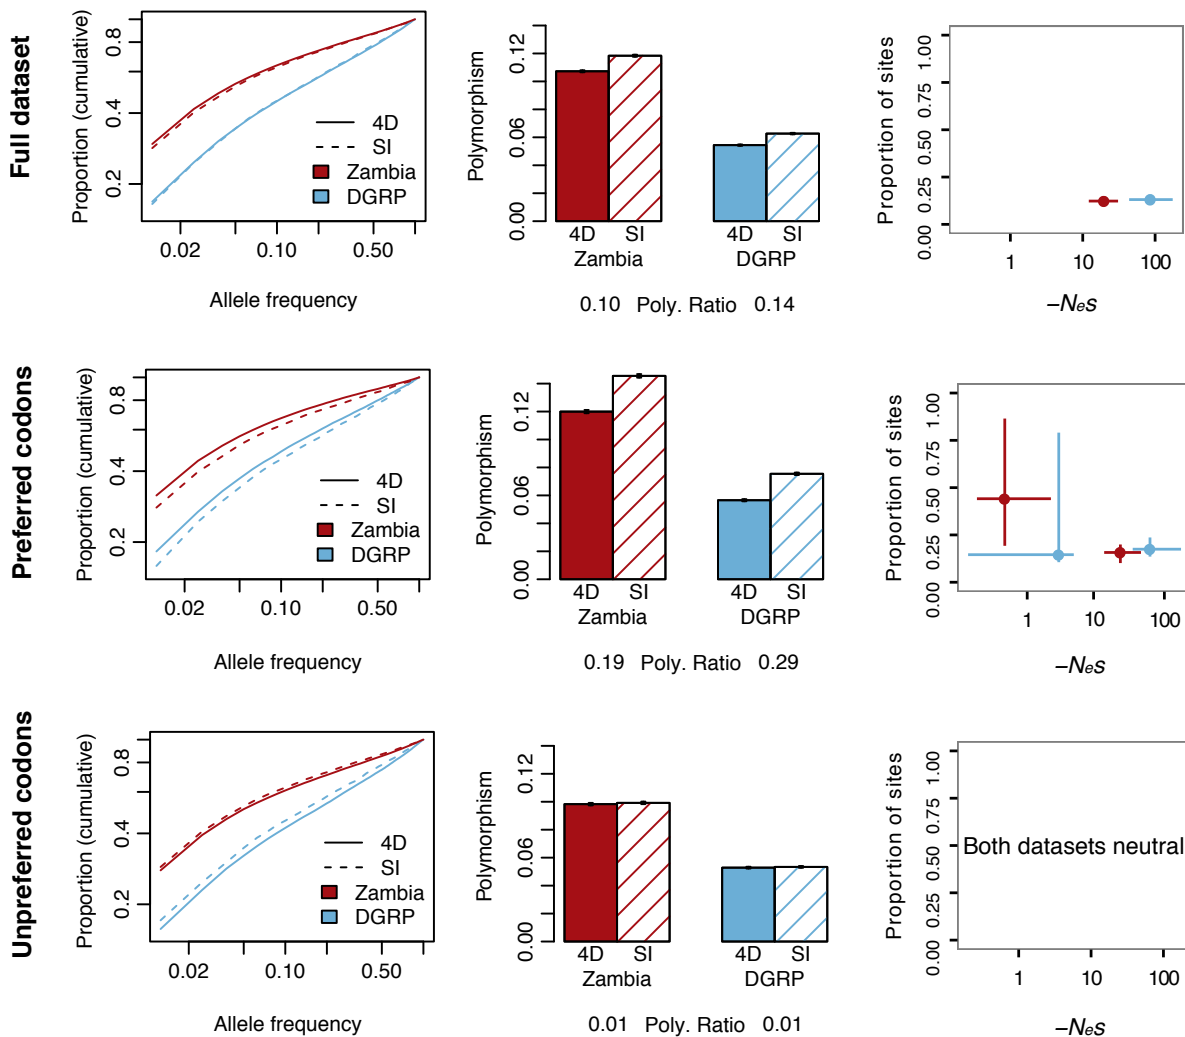 Full dataset
Proportion (cumulative)
0.8
0.4
0.2
4D
SI
Zambia
DGRP
0.02 0.10 0.50
Allele frequency
Polymorphism
0.12
0.06
0.00
4D SI 4D SI
Zambia DGRP
0.10 Poly. Ratio 0.14
Proportion of sites
1.00
0.75
0.50
0.25
0.00
1 10 100
−Nes
Preferred codons
Proportion (cumulative)
0.8
0.4
0.2
4D
SI
Zambia
DGRP
0.02 0.10 0.50
Allele frequency
Polymorphism
0.12
0.06
0.00
4D SI 4D SI
Zambia DGRP
0.19 Poly. Ratio 0.29
Proportion of sites
1.00
0.75
0.50
0.25
0.00
1 10 100
−Nes
Unpreferred codons
Proportion (cumulative)
0.8
0.4
0.2
4D
SI
Zambia
DGRP
0.02 0.10 0.50
Allele frequency
Polymorphism
0.12
0.06
0.00
4D SI 4D SI
Zambia DGRP
0.01 Poly. Ratio 0.01
Proportion of sites
1.00
0.75
0.50
0.25
0.00
Both datasets neutral
1 10 100
−Nes